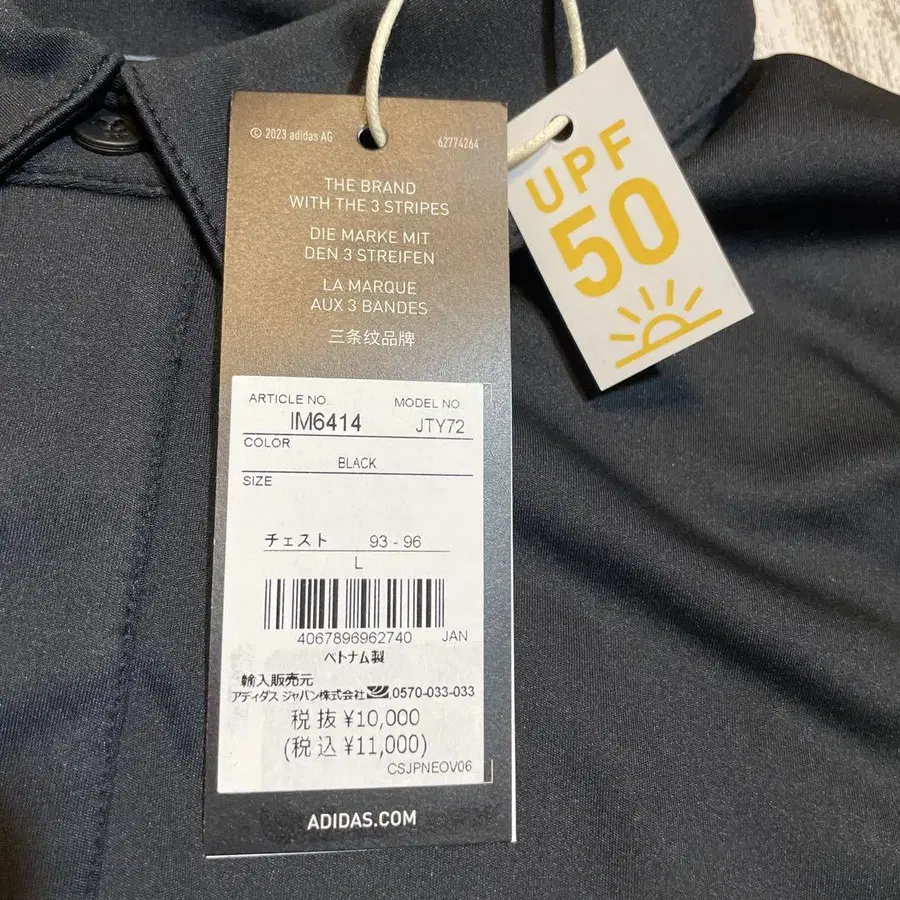 © 2023 adidas AG
62774264
THE BRAND
WITH THE 3 STRIPES
DIE MARKE MIT
DEN 3 STREIFEN
LA MARQUE
AUX 3 BANDES
三条纹品牌
UPF
50
ARTICLE NO. MODEL NO.
IM6414 JTY72
COLOR
BLACK
SIZE
チェスト 93 - 96
L
4067896962740 JAN
ベトナム製
輸入販売元
アディダス ジャパン株式会社 0570-033-033
税抜 ¥10,000
(税込 ¥11,000)
CSJPNEOV06
ADIDAS.COM